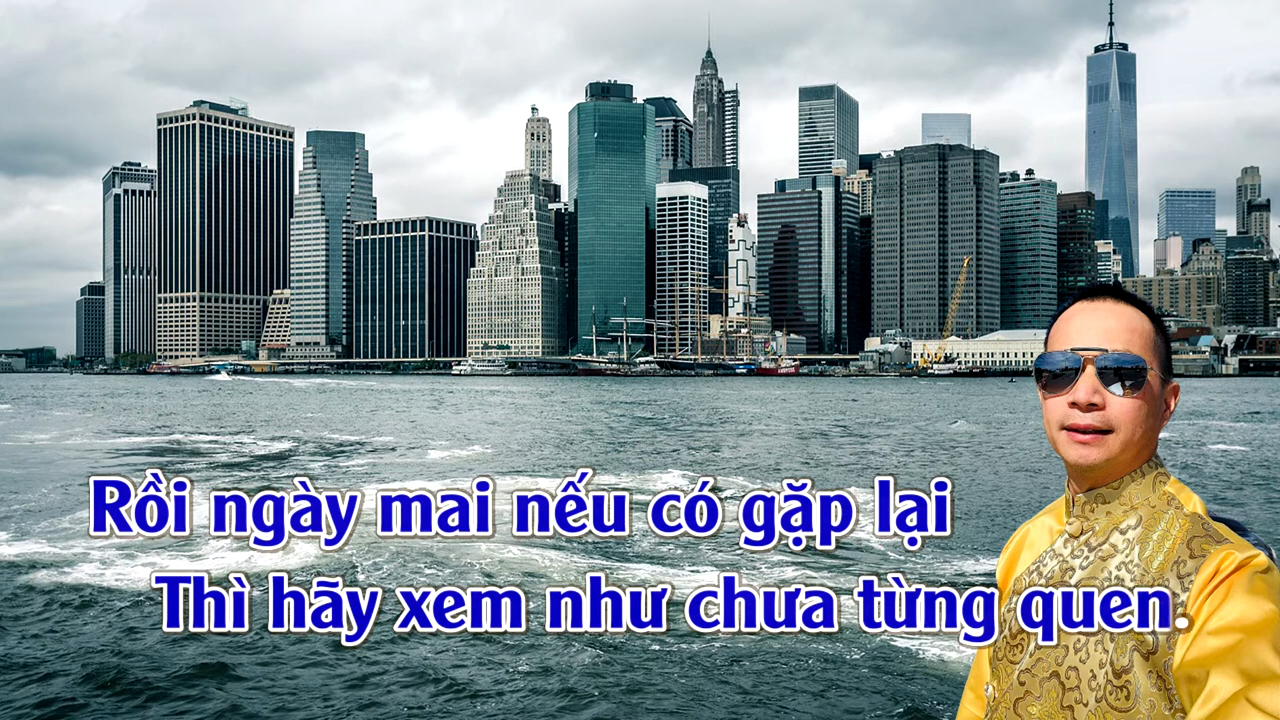 Rồi ngày mai nếu có gặp lại
Thì hãy xem như chưa từng quen.